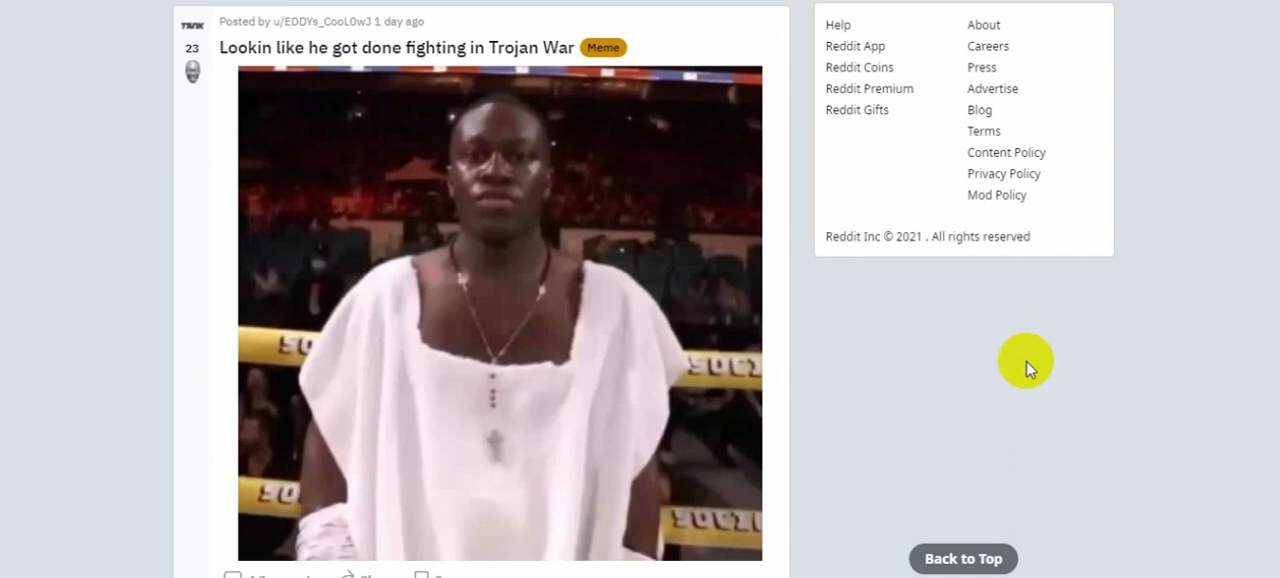 Posted by u/EDDYs_CooL0wJ 1 day ago
23
Lookin like he got done fighting in Trojan War Meme
Help
Reddit App
Reddit Coins
Reddit Premium
Reddit Gifts
About
Careers
Press
Advertise
Blog
Terms
Content Policy
Privacy Policy
Mod Policy
Reddit Inc © 2021 . All rights reserved
Back to Top